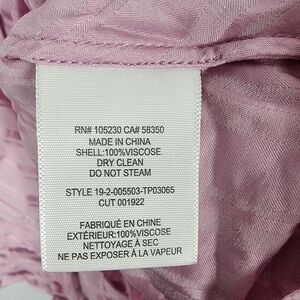 RN# 105230 CA# 58350
MADE IN CHINA
SHELL:100%VISCOSE
DRY CLEAN
DO NOT STEAM
STYLE 19-2-005503-TP03065
CUT 001922
FABRIQUÉ EN CHINE
EXTÉRIEUR:100%VISCOSE
NETTOYAGE À SEC
NE PAS EXPOSER À LA VAPEUR